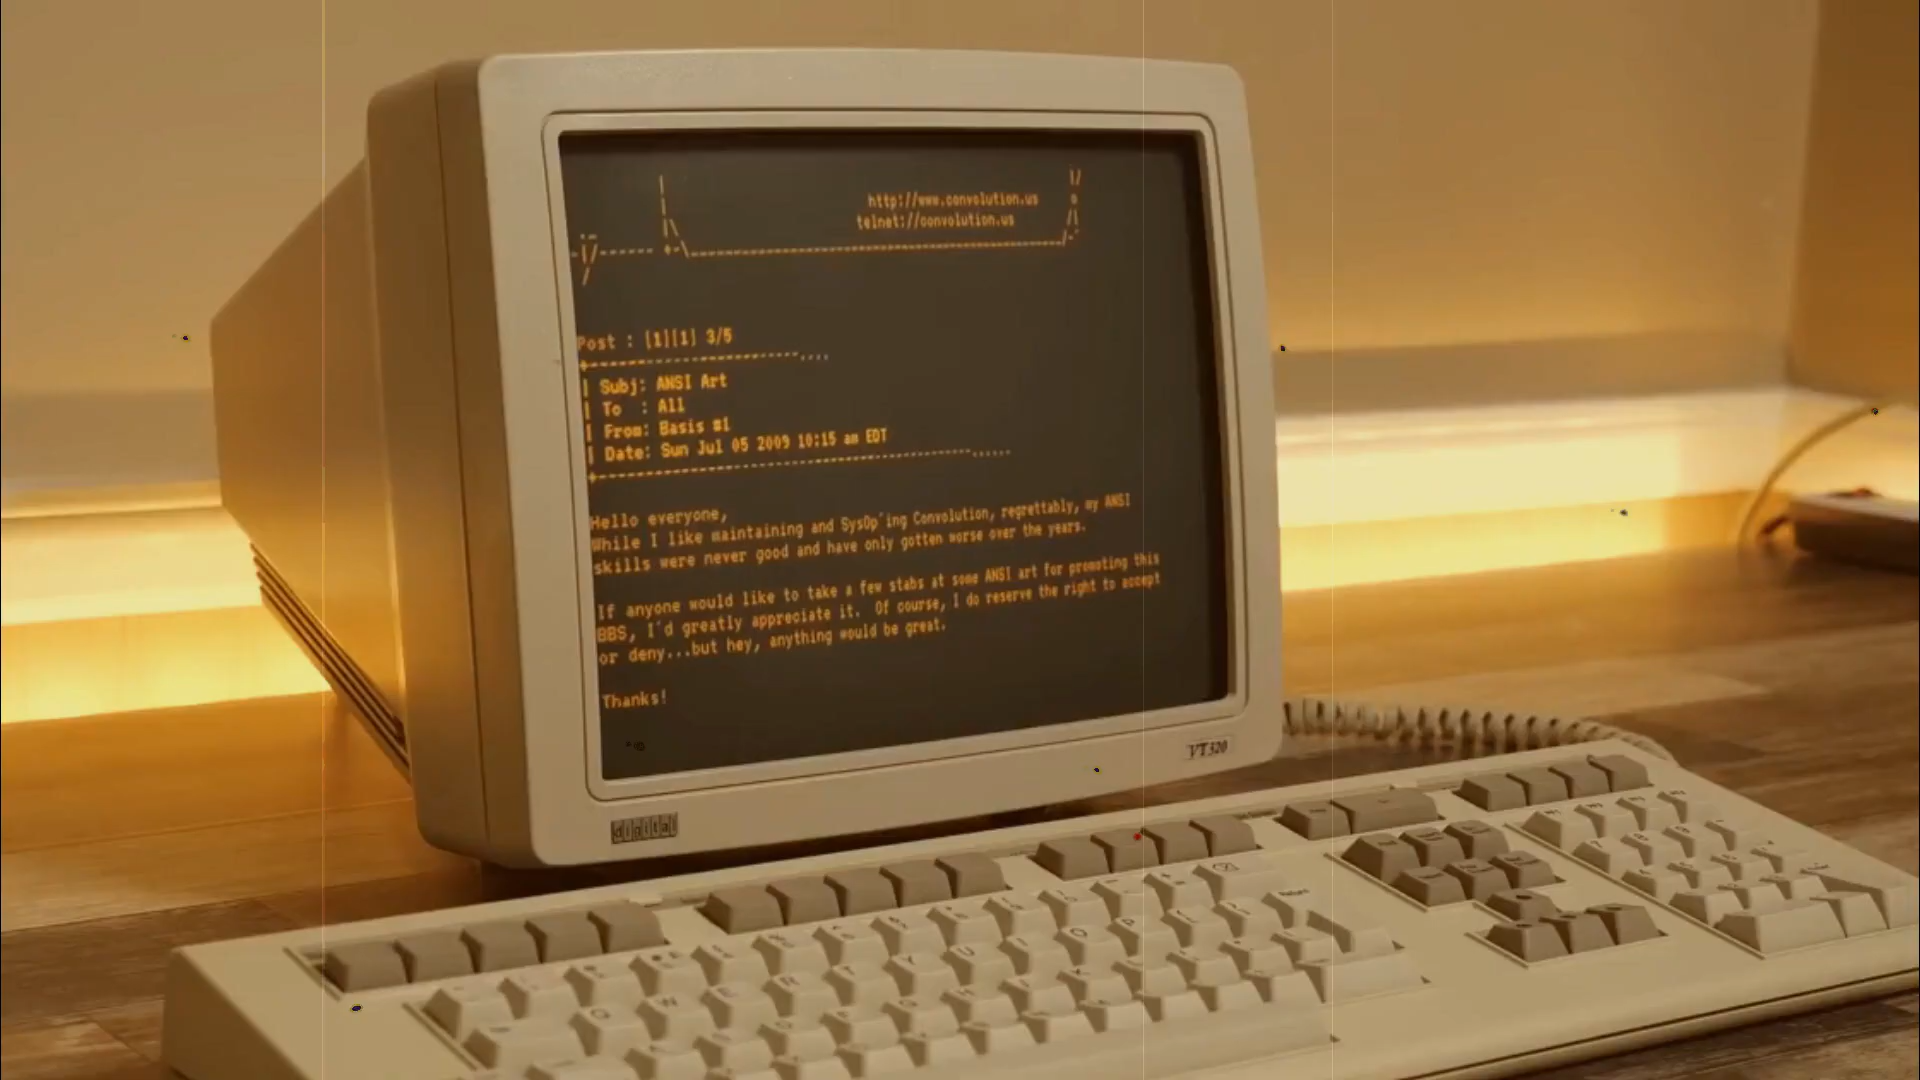 http://www.convolution.us
telnet://convolution.us
Post : [1][1] 3/5
Subj: ANSI Art
To : All
From: Basis #1
Date: Sun Jul 05 2009 10:15 am EDT
Hello everyone,
While I like maintaining and SysOp'ing Convolution, regrettably, my ANSI
skills were never good and have only gotten worse over the years.
If anyone would like to take a few stabs at some ANSI art for promoting this
BBS, I'd greatly appreciate it. Of course, I do reserve the right to accept
or deny...but hey, anything would be great.
Thanks!
VT320
digital